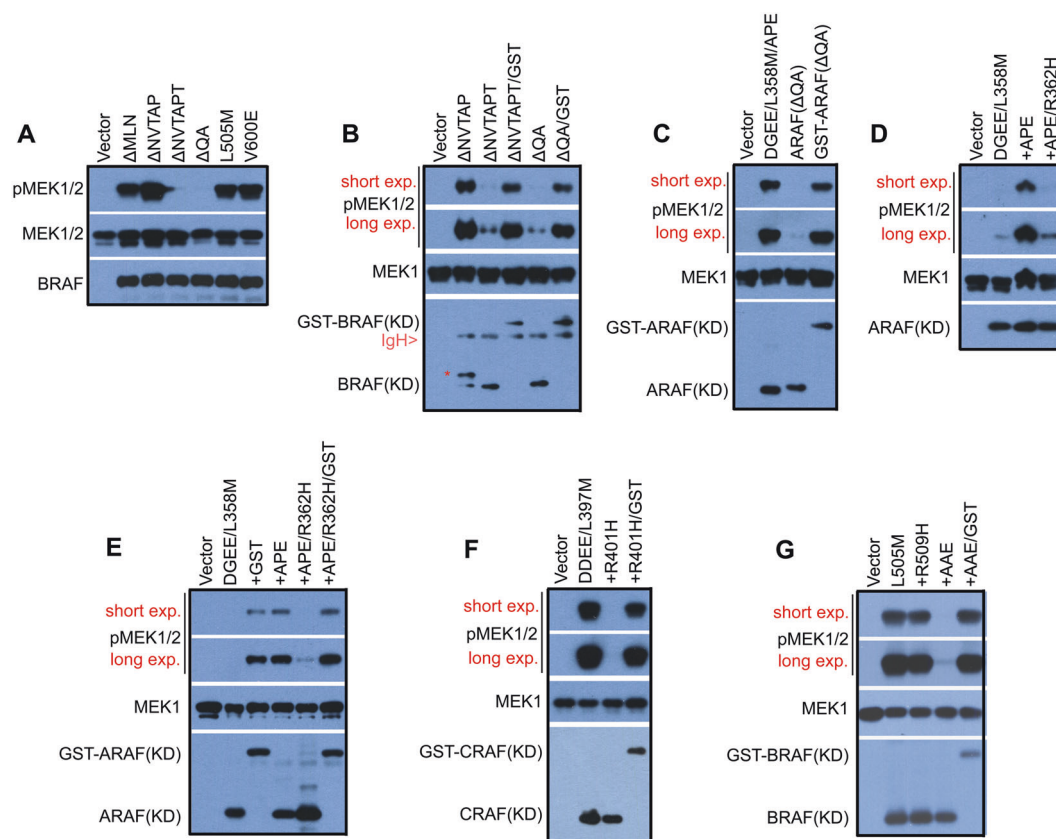 A
Vector
ΔMLN
ΔNVTAP
ΔNVTAPT
ΔQA
L505M
V600E
pMEK1/2
MEK1/2
BRAF
B
Vector
ΔNVTAP
ΔNVTAPT
ΔNVTAPT/GST
ΔQA
ΔQA/GST
short exp.
pMEK1/2
long exp.
MEK1
GST-BRAF(KD)
IgH>
*
BRAF(KD)
C
Vector
DGEE/L358M/APE
ARAF(ΔQA)
GST-ARAF(ΔQA)
short exp.
pMEK1/2
long exp.
MEK1
GST-ARAF(KD)
ARAF(KD)
D
Vector
DGEE/L358M
+APE
+APE/R362H
short exp.
pMEK1/2
long exp.
MEK1
ARAF(KD)
E
Vector
DGEE/L358M
+GST
+APE
+APE/R362H
+APE/R362H/GST
short exp.
pMEK1/2
long exp.
MEK1
GST-ARAF(KD)
ARAF(KD)
F
Vector
DDEE/L397M
+R401H
+R401H/GST
short exp.
pMEK1/2
long exp.
MEK1
GST-CRAF(KD)
CRAF(KD)
G
Vector
L505M
+R509H
+AAE
+AAE/GST
short exp.
pMEK1/2
long exp.
MEK1
GST-BRAF(KD)
BRAF(KD)